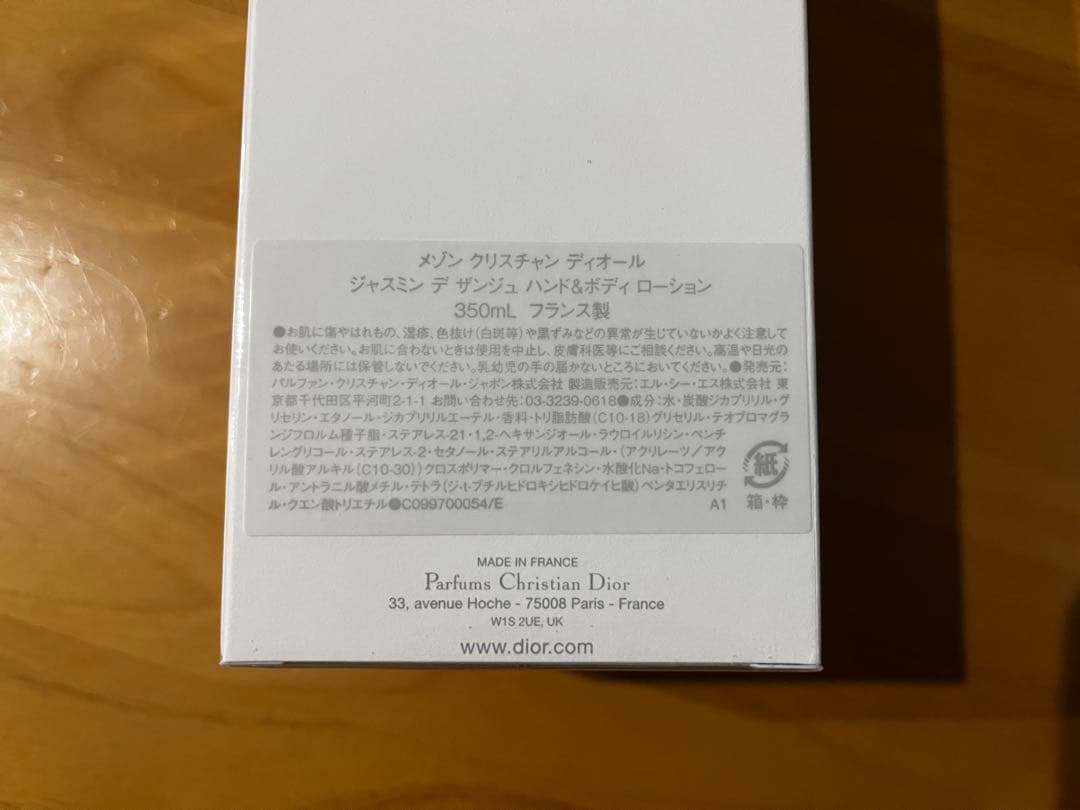 メゾン クリスチャン ディオール
ジャスミン デ ザンジュ ハンド&ボディ ローション
350mL フランス製
●お肌に傷やはれもの、湿疹、色抜け(白斑等)や黒ずみなどの異常が生じていないかよく注意して
お使いください。お肌に合わないときは使用を中止し、皮膚科医等にご相談ください。高温や日光の
あたる場所には保管しないでください。乳幼児の手の届かないところにおいてください。●発売元:
パルファン・クリスチャン・ディオール・ジャポン株式会社 製造販売元:エル・シー・エス株式会社 東
京都千代田区平河町2-1-1 お問い合わせ先:03-3239-0618●成分:水・炭酸ジカプリリル・グ
リセリン・エタノール・ジカプリリルエーテル・香料・トリ脂肪酸(C10-18)グリセリル・テオブロマグラ
ンジフロルム種子脂・ステアレス-21・1,2-ヘキサンジオール・ラウロイルリシン・ペンチ
レングリコール・ステアレス-2・セタノール・ステアリルアルコール・(アクリレーツ/アク
リル酸アルキル(C10-30))クロスポリマー・クロルフェネシン・水酸化Na・トコフェロー
ル・アントラニル酸メチル・テトラ(ジ-t-ブチルヒドロキシヒドロケイヒ酸)ペンタエリスリチ
ル・クエン酸トリエチル●C099700054/E A1
紙
箱・枠
MADE IN FRANCE
Parfums Christian Dior
33, avenue Hoche - 75008 Paris - France
W1S 2UE, UK
www.dior.com